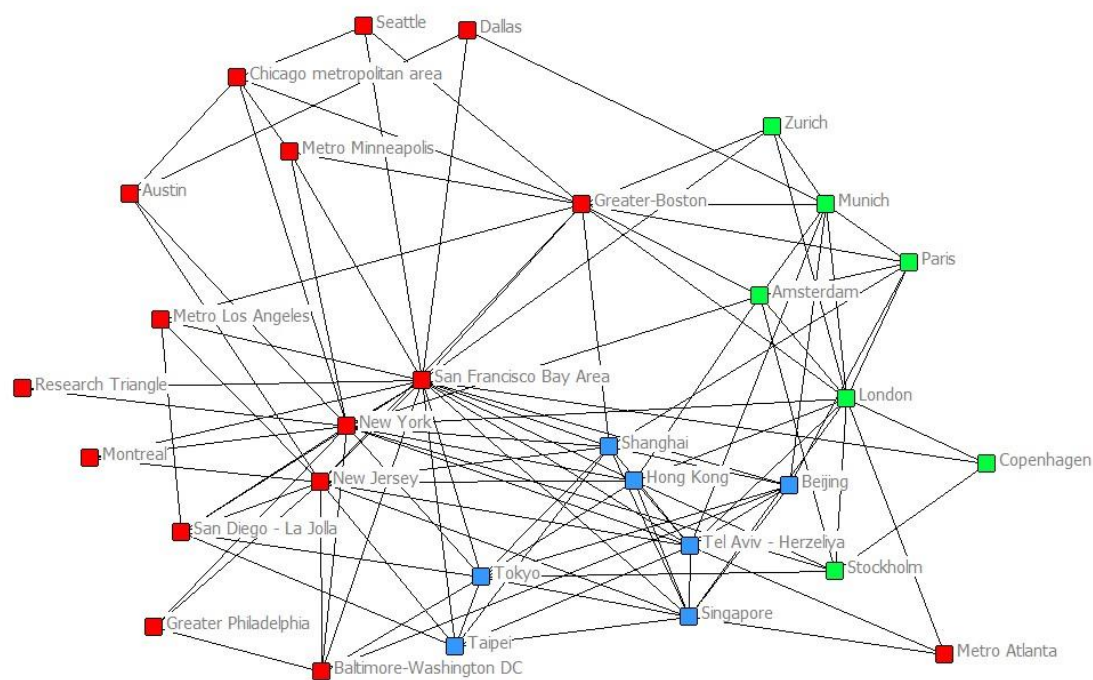 Seattle
Dallas
Chicago metropolitan area
Zurich
Metro Minneapolis
Austin
Greater-Boston
Munich
Paris
Amsterdam
Metro Los Angeles
Research Triangle
San Francisco Bay Area
London
New York
Shanghai
Montreal
New Jersey
Hong Kong
Beijing
Copenhagen
San Diego - La Jolla
Tel Aviv - Herzeliya
Tokyo
Stockholm
Singapore
Greater Philadelphia
Taipei
Metro Atlanta
Baltimore-Washington DC